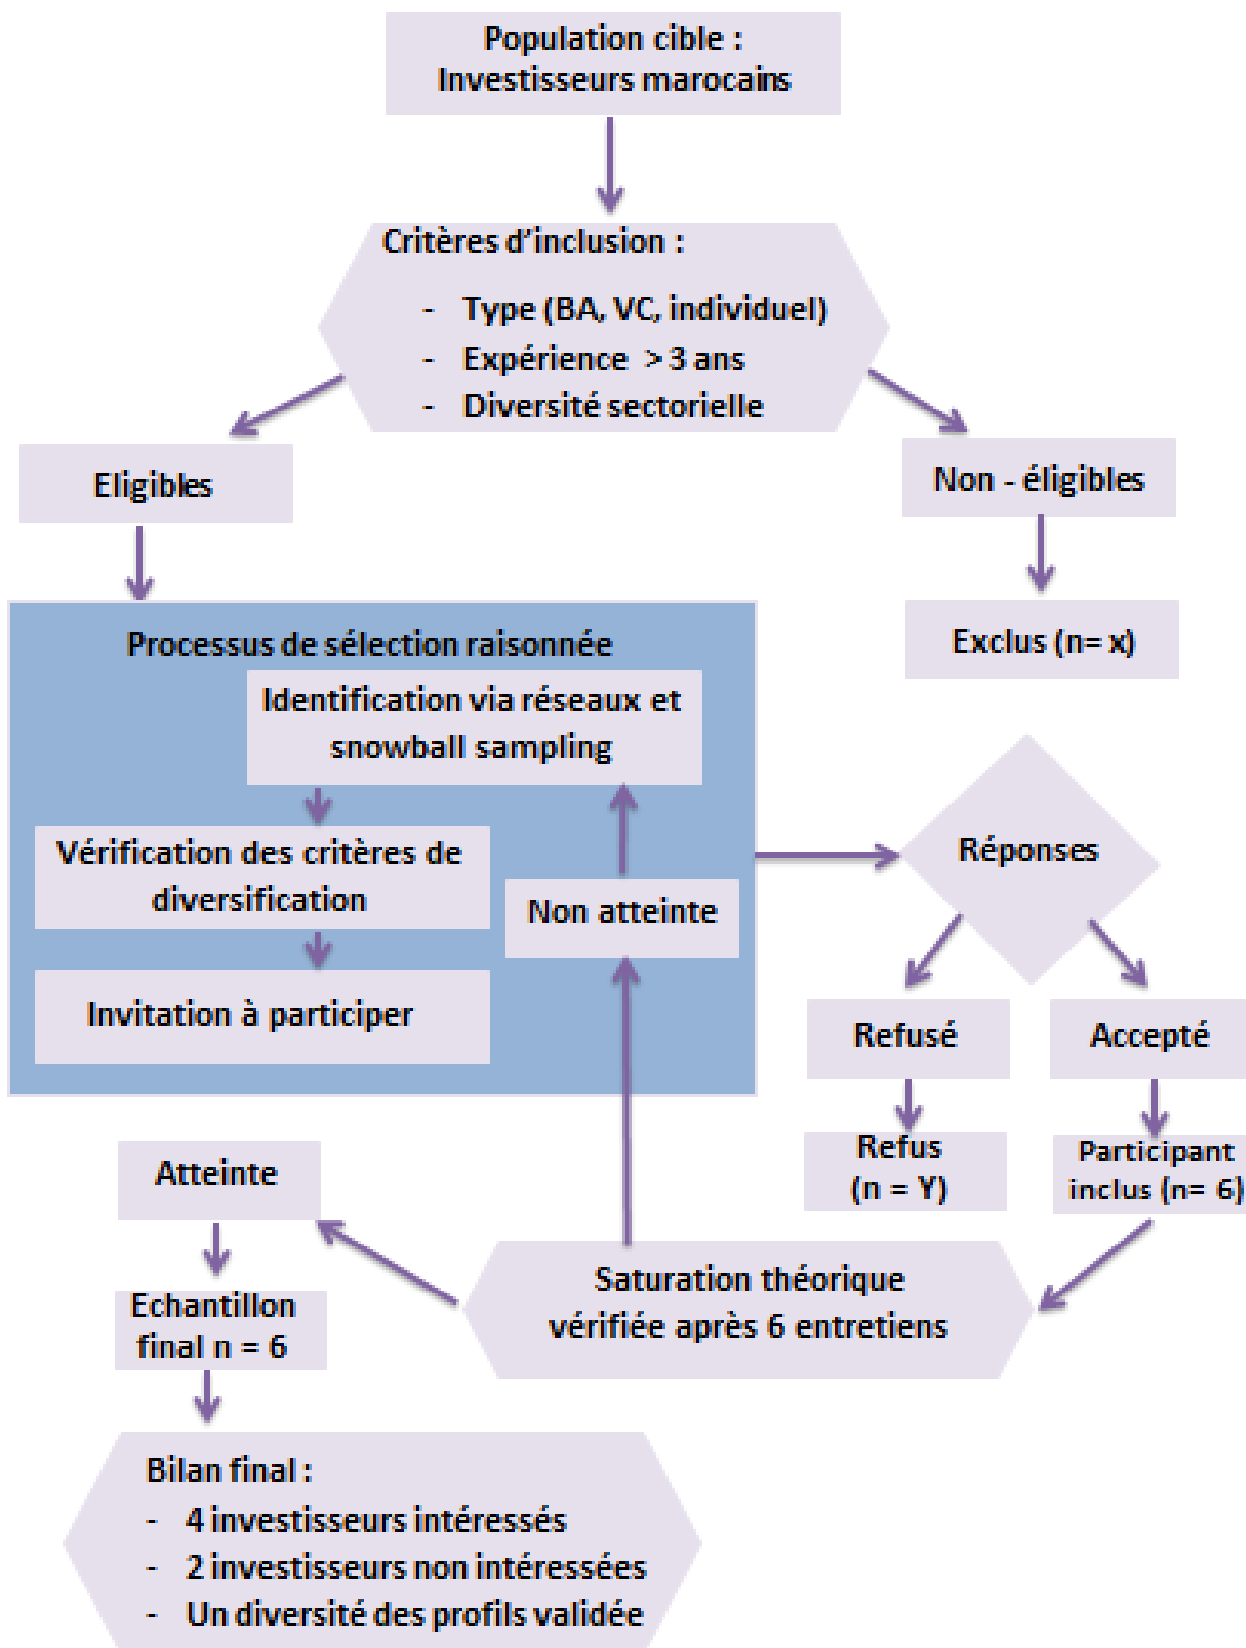 Population cible :
Investisseurs marocains
Critères d'inclusion :
- Type (BA, VC, individuel)
- Expérience > 3 ans
- Diversité sectorielle
Eligibles
Non - éligibles
Exclus (n= x)
Processus de sélection raisonnée
Identification via réseaux et
snowball sampling
Vérification des critères de
diversification
Non atteinte
Invitation à participer
Réponses
Refusé
Accepté
Refus
(n = Y)
Participant
inclus (n= 6)
Saturation théorique
vérifiée après 6 entretiens
Atteinte
Echantillon
final n = 6
Bilan final :
- 4 investisseurs intéressés
- 2 investisseurs non intéressées
- Un diversité des profils validée